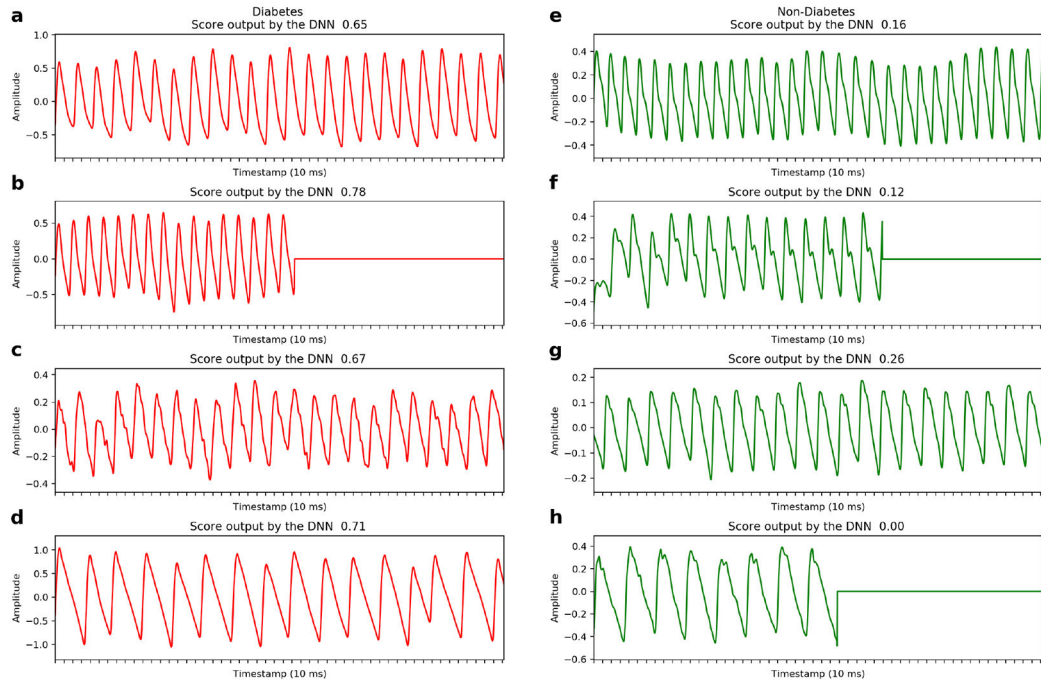 a
Diabetes
Score output by the DNN 0.65
1.0
0.5
0.0
−0.5
Amplitude
Timestamp (10 ms)
b
Score output by the DNN 0.78
0.5
0.0
−0.5
Amplitude
Timestamp (10 ms)
c
Score output by the DNN 0.67
0.4
0.2
0.0
−0.2
−0.4
Amplitude
Timestamp (10 ms)
d
Score output by the DNN 0.71
1.0
0.5
0.0
−0.5
−1.0
Amplitude
Timestamp (10 ms)
e
Non-Diabetes
Score output by the DNN 0.16
0.4
0.2
0.0
−0.2
−0.4
Amplitude
Timestamp (10 ms)
f
Score output by the DNN 0.12
0.4
0.2
0.0
−0.2
−0.4
−0.6
Amplitude
Timestamp (10 ms)
g
Score output by the DNN 0.26
0.2
0.1
0.0
−0.1
−0.2
Amplitude
Timestamp (10 ms)
h
Score output by the DNN 0.00
0.4
0.2
0.0
−0.2
−0.4
−0.6
Amplitude
Timestamp (10 ms)